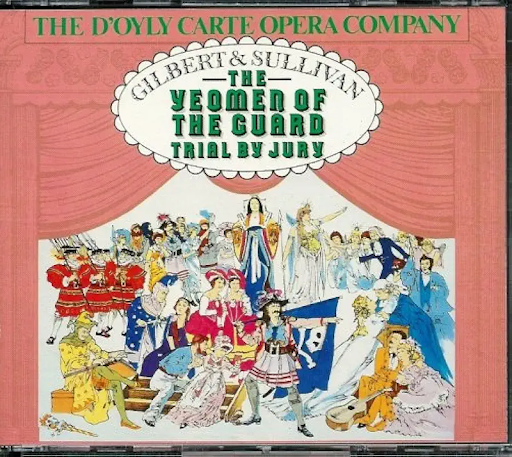 THE D'OYLY CARTE OPERA COMPANY
GILBERT & SULLIVAN
THE
YEOMEN OF
THE GUARD
TRIAL BY JURY